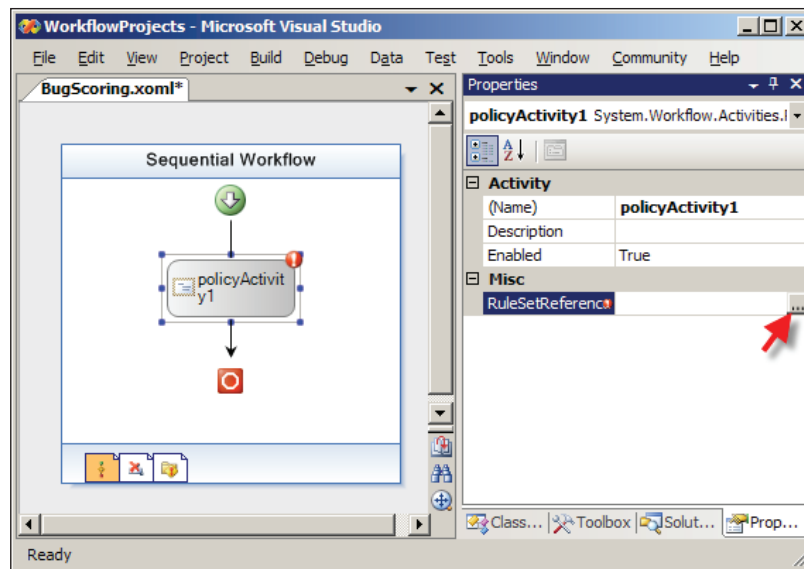 WorkflowProjects - Microsoft Visual Studio
File Edit View Project Build Debug Data Test Tools Window Community Help
BugScoring.xoml*
Sequential Workflow
policyActivit
y1
Properties
policyActivity1 System.Workflow.Activities.
Activity
(Name) policyActivity1
Description
Enabled True
Misc
RuleSetReference
...
Class... Toolbox Solut... Prop...
Ready